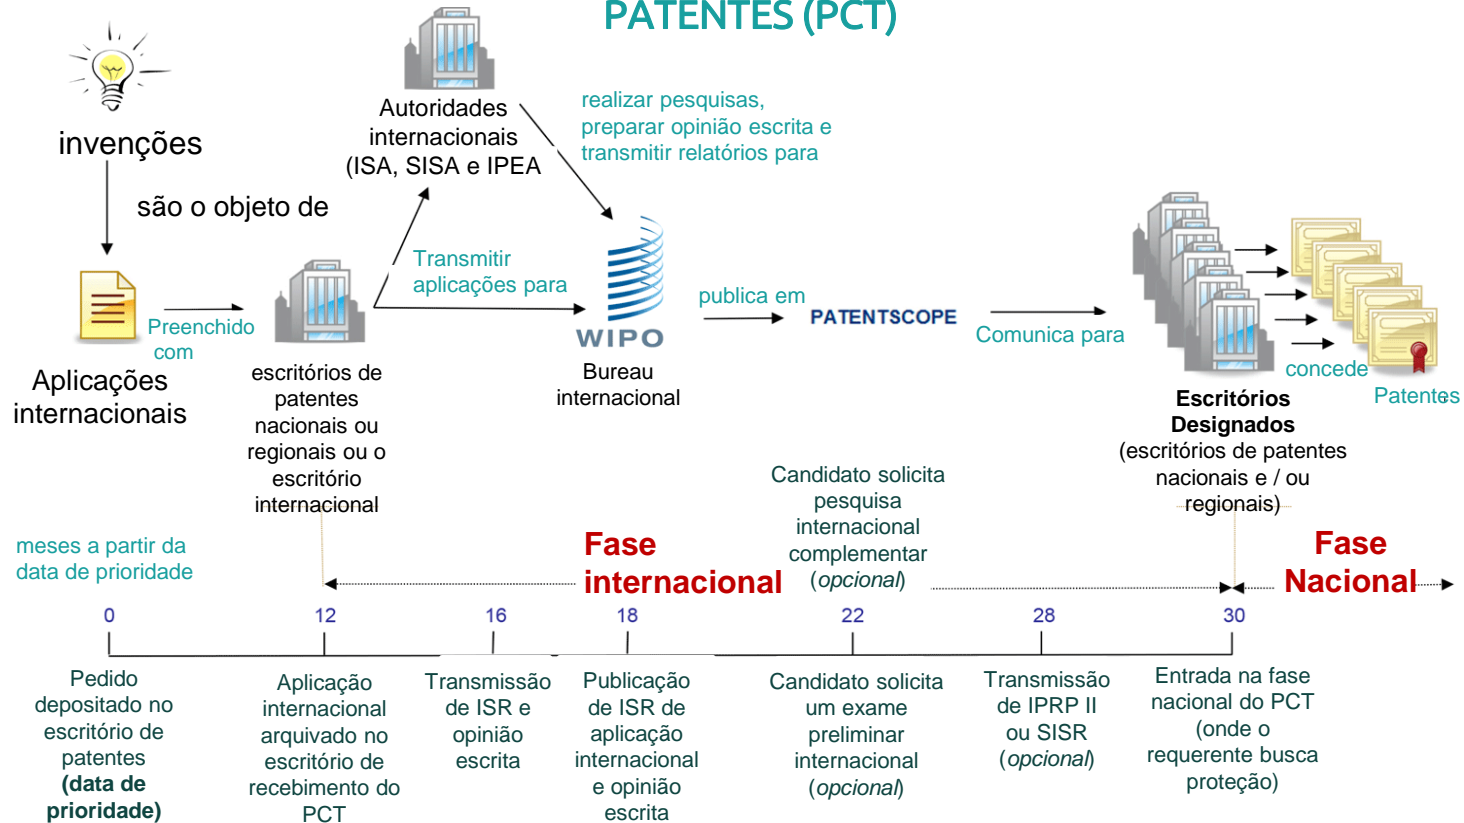 PATENTES (PCT)
invenções
são o objeto de
Autoridades
internacionais
(ISA, SISA e IPEA
realizar pesquisas,
preparar opinião escrita e
transmitir relatórios para
Transmitir
aplicações para
Preenchido
com
Aplicações
internacionais
escritórios de
patentes
nacionais ou
regionais ou o
escritório
internacional
WIPO
Bureau
internacional
publica em
PATENTSCOPE
Comunica para
concede
Patentes
Escritórios
Designados
(escritórios de patentes
nacionais e / ou
regionais)
Candidato solicita
pesquisa
internacional
complementar
(opcional)
meses a partir da
data de prioridade
Fase
internacional
Fase
Nacional
0
12
16
18
22
28
30
Pedido
depositado no
escritório de
patentes
(data de
prioridade)
Aplicação
internacional
arquivado no
escritório de
recebimento do
PCT
Transmissão
de ISR e
opinião
escrita
Publicação
de ISR de
aplicação
internacional
e opinião
escrita
Candidato solicita
um exame
preliminar
internacional
(opcional)
Transmissão
de IPRP II
ou SISR
(opcional)
Entrada na fase
nacional do PCT
(onde o
requerente busca
proteção)